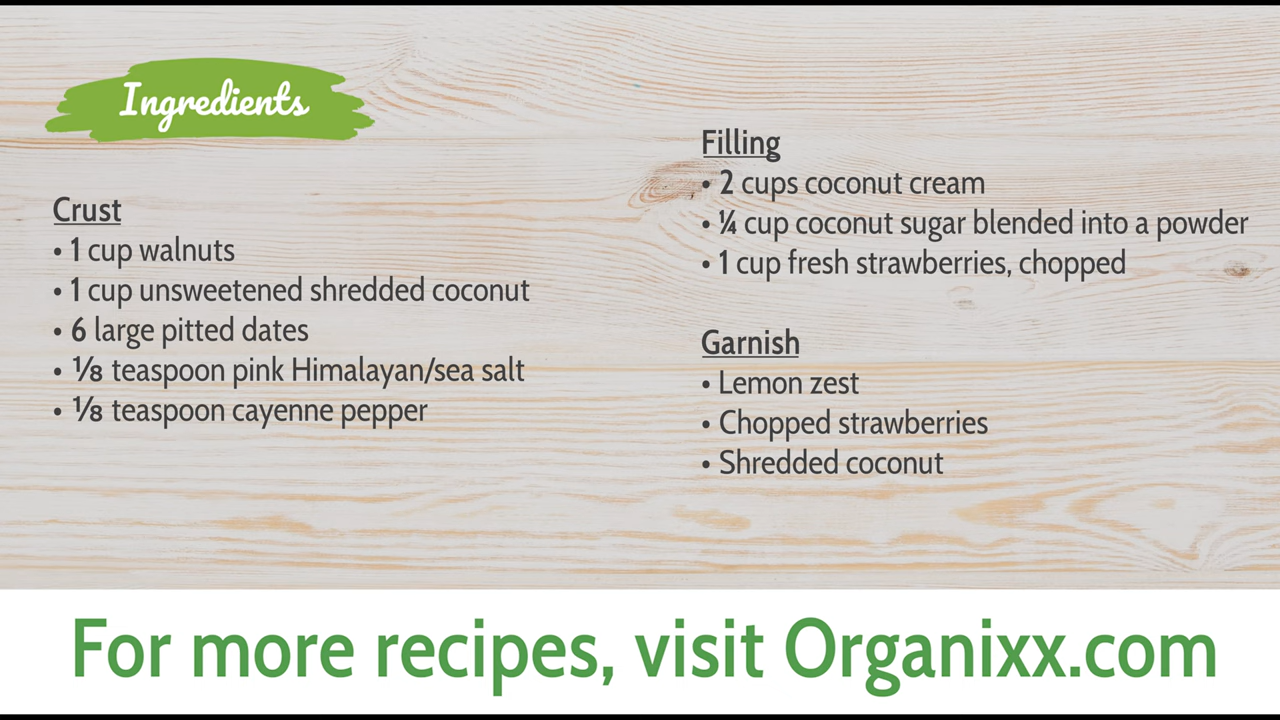 Ingredients
Crust
• 1 cup walnuts
• 1 cup unsweetened shredded coconut
• 6 large pitted dates
• ⅛ teaspoon pink Himalayan/sea salt
• ⅛ teaspoon cayenne pepper
Filling
• 2 cups coconut cream
• ¼ cup coconut sugar blended into a powder
• 1 cup fresh strawberries, chopped
Garnish
• Lemon zest
• Chopped strawberries
• Shredded coconut
For more recipes, visit Organixx.com